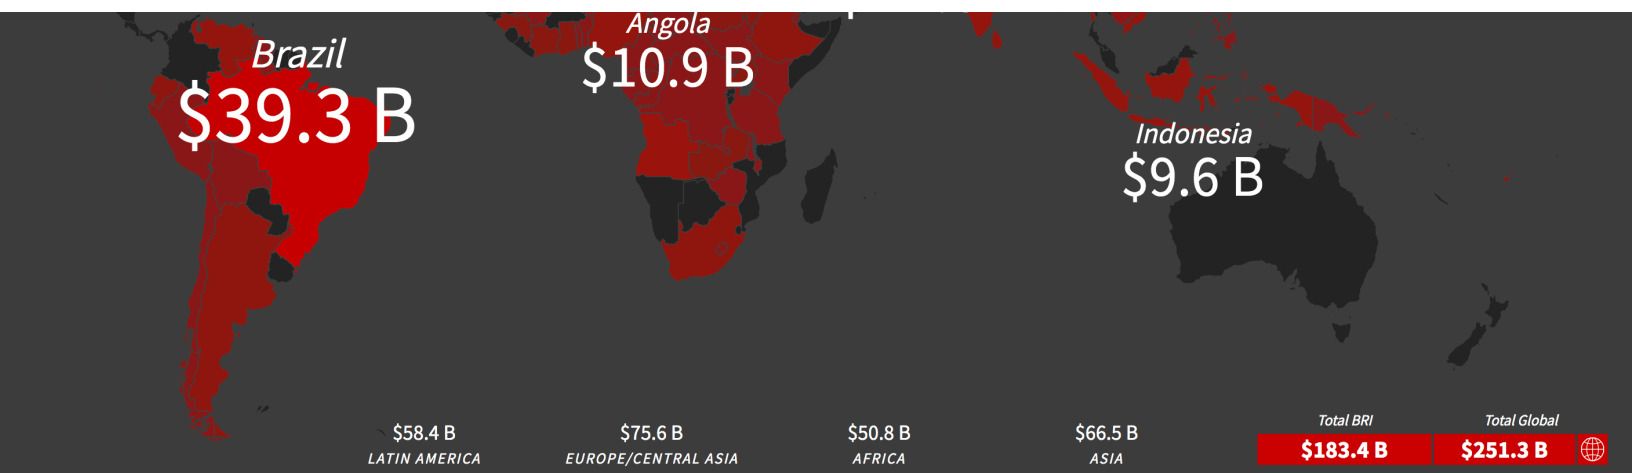 Angola
$10.9 B
Brazil
$39.3 B
Indonesia
$9.6 B
$58.4 B
LATIN AMERICA
$75.6 B
EUROPE/CENTRAL ASIA
$50.8 B
AFRICA
$66.5 B
ASIA
Total BRI
$183.4 B
Total Global
$251.3 B